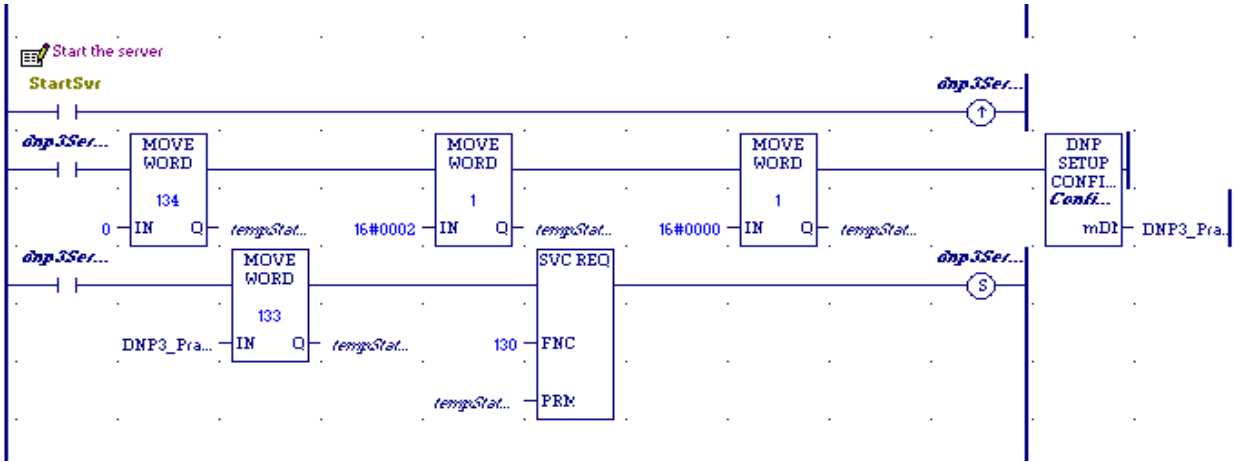 Start the server
StartSvr
dnp3Ser...
↑
dnp3Ser...
MOVE
WORD
134
0 IN Q tempStat...
MOVE
WORD
1
16#0002 IN Q tempStat...
MOVE
WORD
1
16#0000 IN Q tempStat...
DNP
SETUP
CONFI...
Confi...
mDI DNP3_Pra..
dnp3Ser...
MOVE
WORD
133
DNP3_Pra... IN Q tempStat...
SVC REQ
130 FNC
tempStat... PRM
dnp3Ser...
S